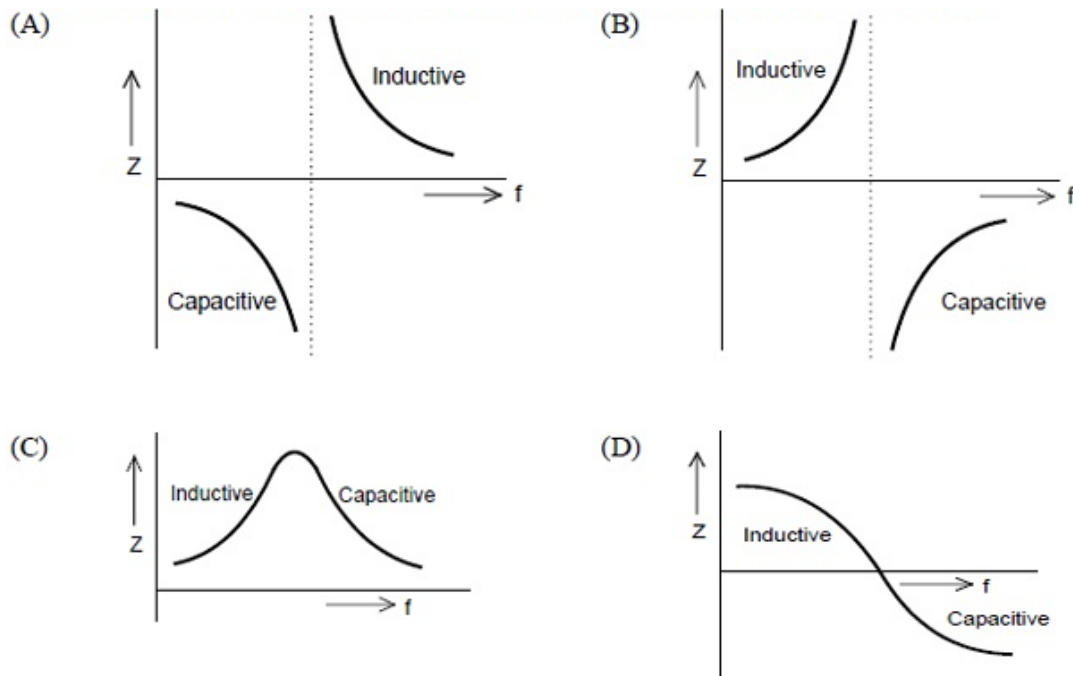 (A)
Inductive
Z
f
Capacitive
(B)
Inductive
Z
f
Capacitive
(C)
Inductive
Capacitive
Z
f
(D)
Z
Inductive
f
Capacitive